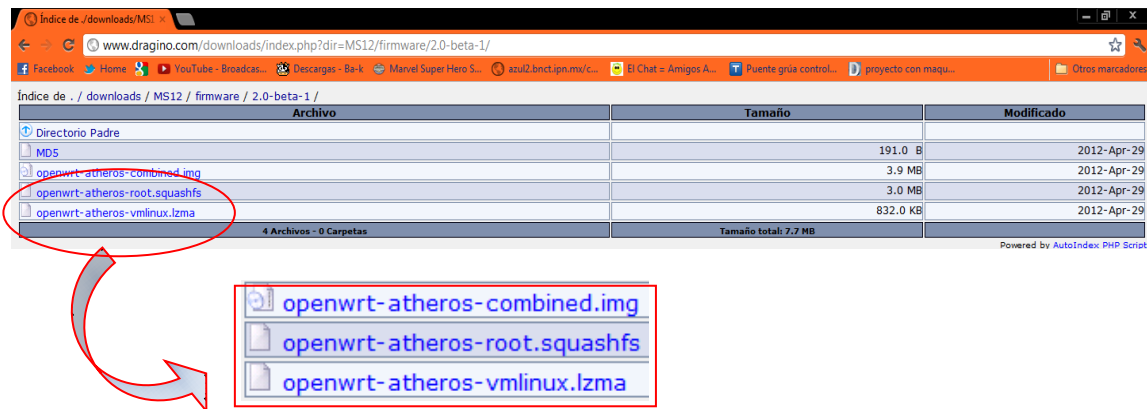 Índice de ./downloads/MS1
www.dragino.com/downloads/index.php?dir=MS12/firmware/2.0-beta-1/
Facebook Home YouTube - Broadcas... Descargas - Ba-k Marvel Super Hero S... azul2.bnct.ipn.mx/c... El Chat = Amigos A... Puente grúa control... proyecto con maqu... Otros marcadores
Índice de . / downloads / MS12 / firmware / 2.0-beta-1 /
Archivo Tamaño Modificado
Directorio Padre
MD5 191.0 B 2012-Apr-29
openwrt-atheros-combined.img 3.9 MB 2012-Apr-29
openwrt-atheros-root.squashfs 3.0 MB 2012-Apr-29
openwrt-atheros-vmlinux.lzma 832.0 KB 2012-Apr-29
4 Archivos - 0 Carpetas Tamaño total: 7.7 MB
Powered by AutoIndex PHP Script
openwrt-atheros-combined.img
openwrt-atheros-root.squashfs
openwrt-atheros-vmlinux.lzma